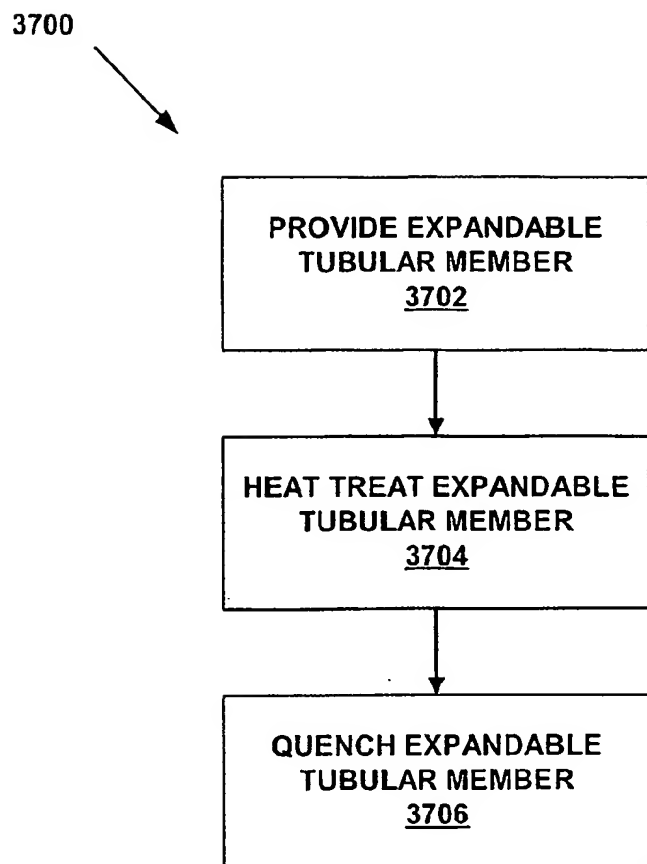 3700
PROVIDE EXPANDABLE
TUBULAR MEMBER
3702
HEAT TREAT EXPANDABLE
TUBULAR MEMBER
3704
QUENCH EXPANDABLE
TUBULAR MEMBER
3706